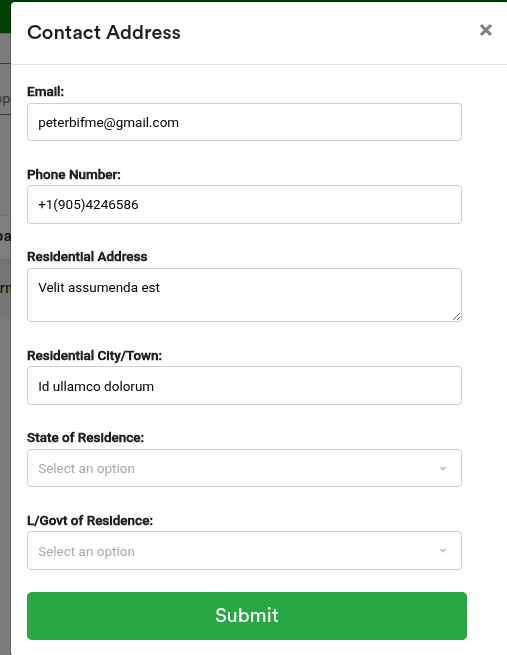 Contact Address
×
Email:
peterbifme@gmail.com
Phone Number:
+1(905)4246586
Residential Address
Velit assumenda est
Residential City/Town:
Id ullamco dolorum
State of Residence:
Select an option
L/Govt of Residence:
Select an option
Submit